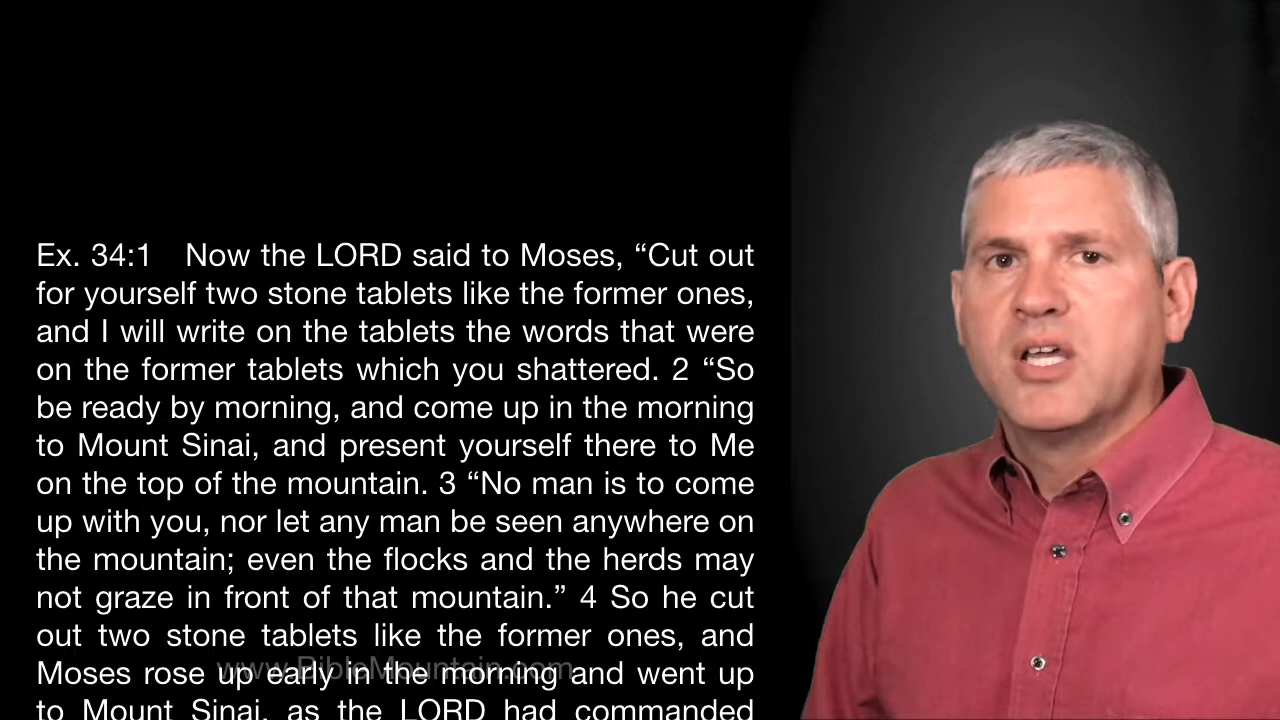 Ex. 34:1 Now the LORD said to Moses, “Cut out
for yourself two stone tablets like the former ones,
and I will write on the tablets the words that were
on the former tablets which you shattered. 2 “So
be ready by morning, and come up in the morning
to Mount Sinai, and present yourself there to Me
on the top of the mountain. 3 “No man is to come
up with you, nor let any man be seen anywhere on
the mountain; even the flocks and the herds may
not graze in front of that mountain.” 4 So he cut
out two stone tablets like the former ones, and
Moses rose up early in the morning and went up
www.BibleMountain.com
to Mount Sinai, as the LORD had commanded